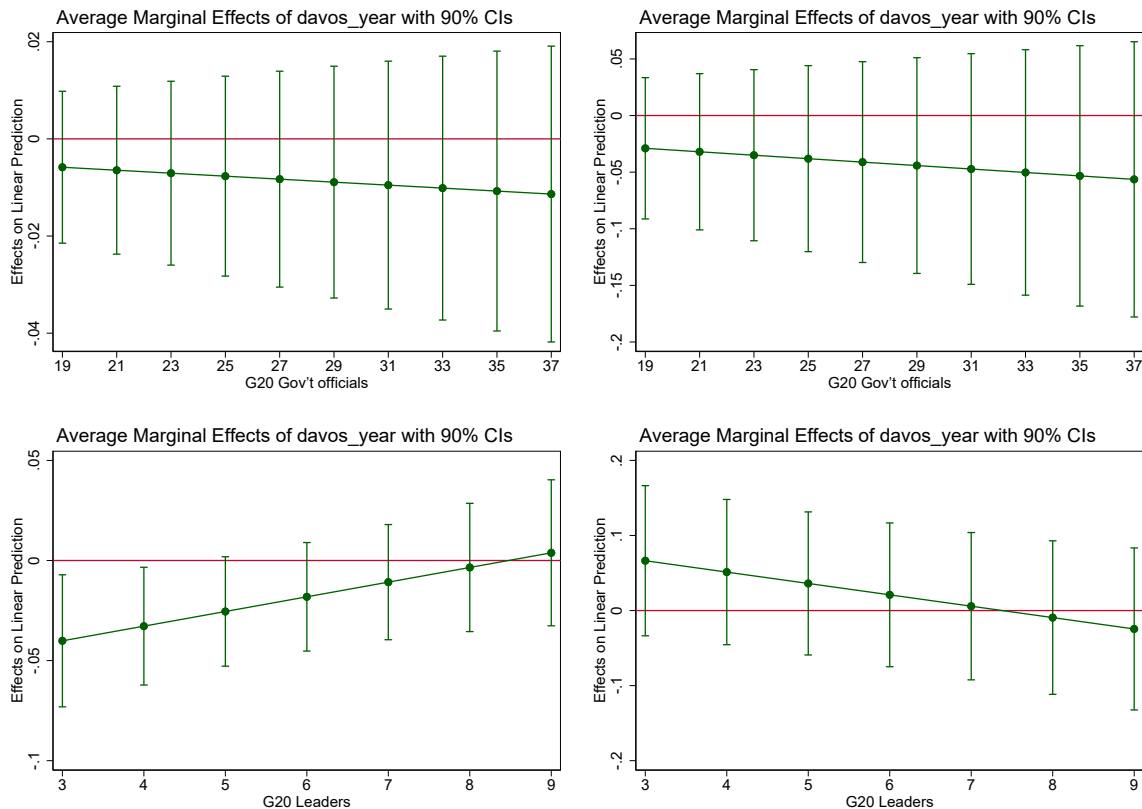 Average Marginal Effects of davos_year with 90% CIs
Effects on Linear Prediction
.02
0
-.02
-.04
19 21 23 25 27 29 31 33 35 37
G20 Gov't officials
Average Marginal Effects of davos_year with 90% CIs
Effects on Linear Prediction
.05
0
-.05
-.1
-.15
-.2
19 21 23 25 27 29 31 33 35 37
G20 Gov't officials
Average Marginal Effects of davos_year with 90% CIs
Effects on Linear Prediction
.05
0
-.05
-.1
3 4 5 6 7 8 9
G20 Leaders
Average Marginal Effects of davos_year with 90% CIs
Effects on Linear Prediction
.2
.1
0
-.1
-.2
3 4 5 6 7 8 9
G20 Leaders